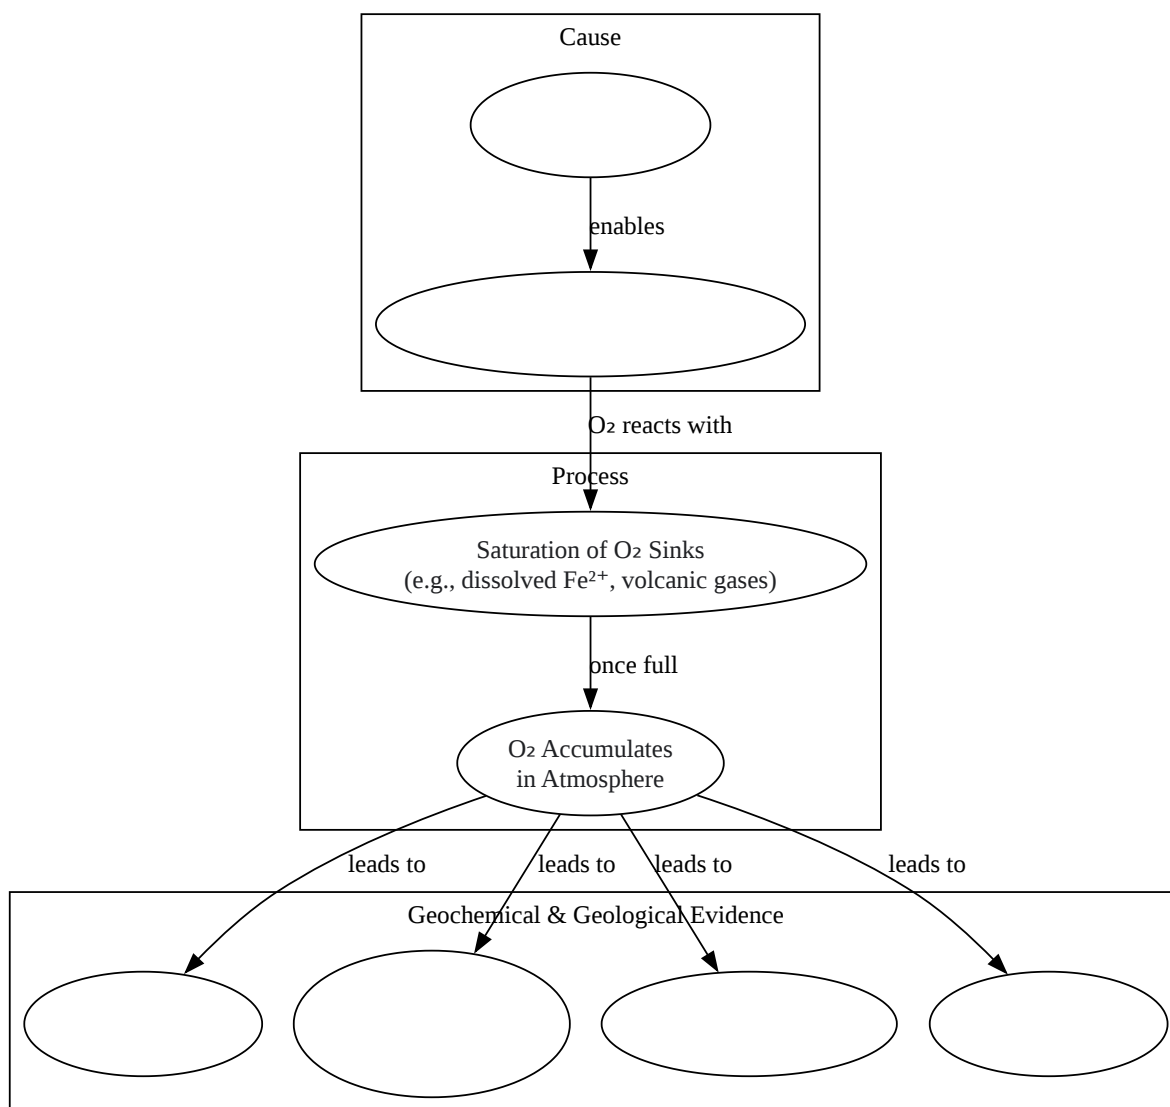 Cause
enables
O₂ reacts with
Process
Saturation of O₂ Sinks
(e.g., dissolved Fe²⁺, volcanic gases)
once full
O₂ Accumulates
in Atmosphere
leads to
leads to
leads to
leads to
Geochemical & Geological Evidence